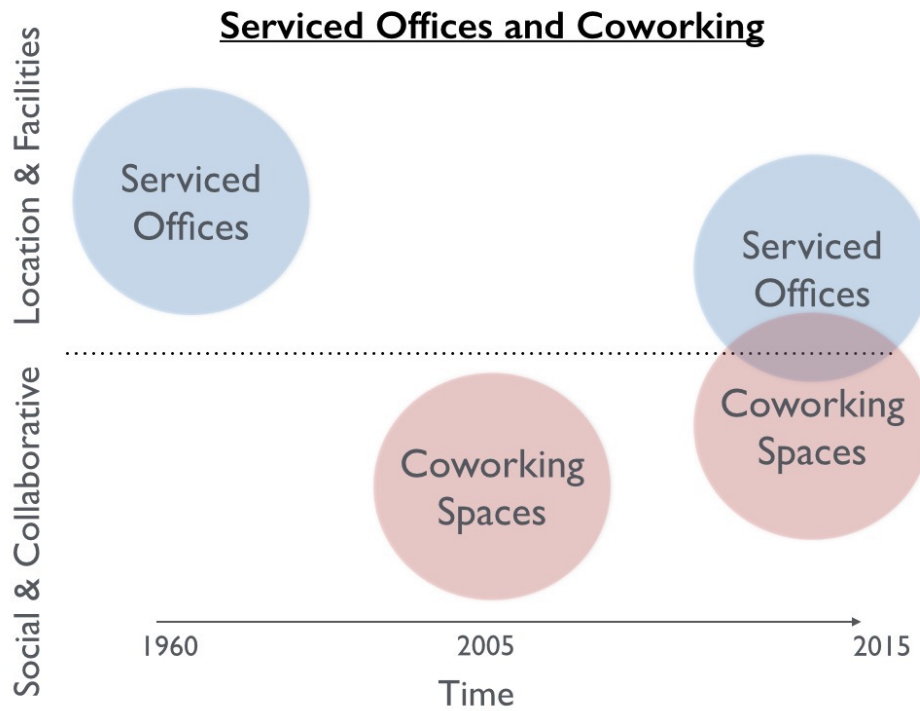 Serviced Offices and Coworking
Location & Facilities
Serviced
Offices
Serviced
Offices
Social & Collaborative
Coworking
Spaces
Coworking
Spaces
1960
2005
2015
Time